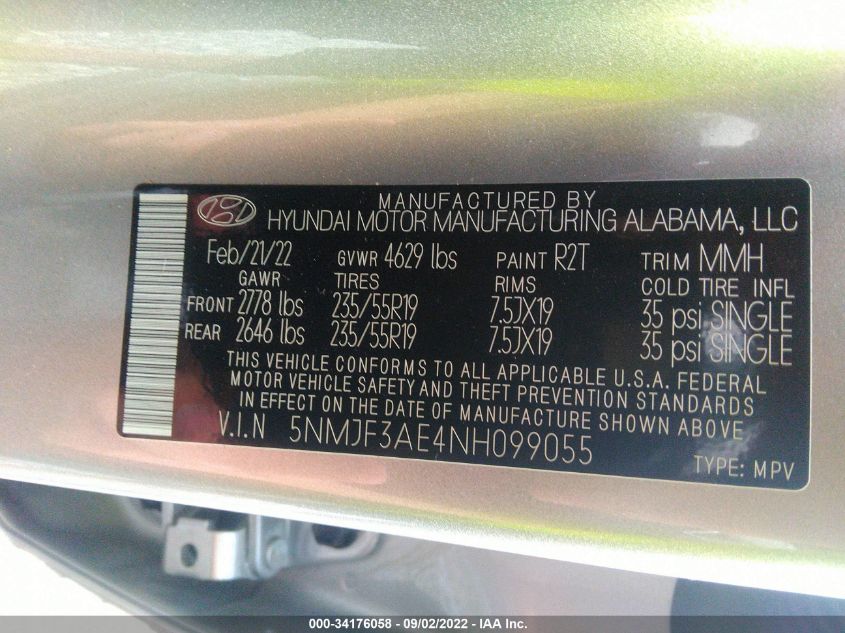 MANUFACTURED BY
HYUNDAI MOTOR MANUFACTURING ALABAMA, LLC
Feb/21/22 GVWR 4629 lbs PAINT R2T TRIM MMH
GAWR TIRES RIMS COLD TIRE INFL
FRONT 2778 lbs 235/55R19 7.5JX19 35 psi SINGLE
REAR 2646 lbs 235/55R19 7.5JX19 35 psi SINGLE
THIS VEHICLE CONFORMS TO ALL APPLICABLE U.S.A. FEDERAL
MOTOR VEHICLE SAFETY AND THEFT PREVENTION STANDARDS
IN EFFECT ON THE DATE OF MANUFACTURE SHOWN ABOVE
V.I.N 5NMJF3AE4NH099055
TYPE: MPV
000-34176058 - 09/02/2022 - IAA Inc.